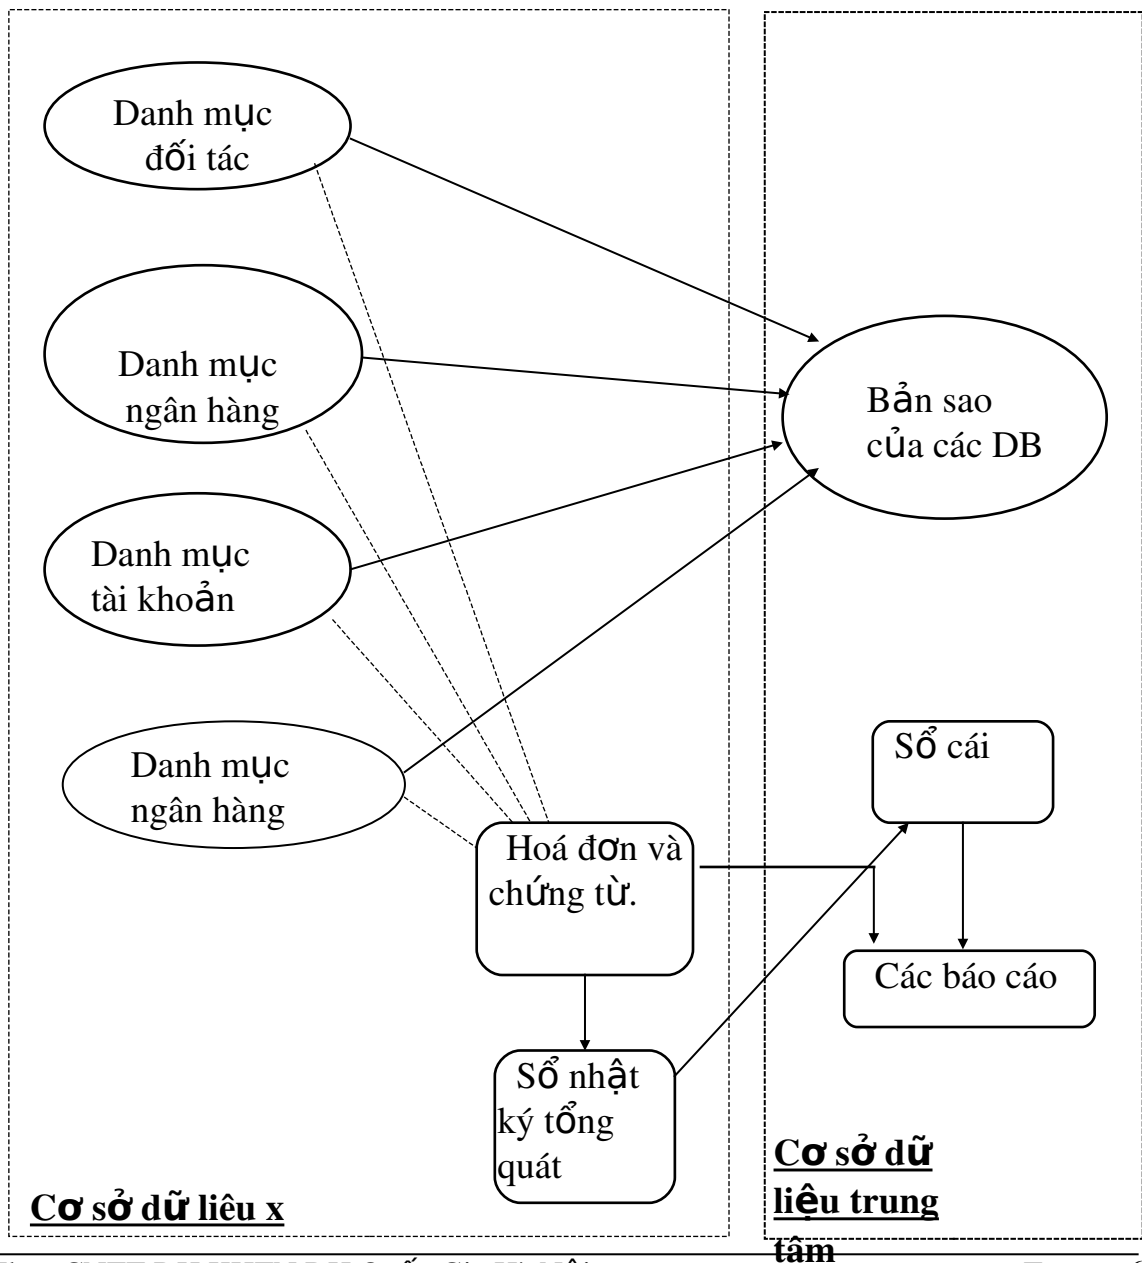 Danh mục
đối tác
Danh mục
ngân hàng
Bản sao
của các DB
Danh mục
tài khoản
Danh mục
ngân hàng
Sổ cái
Hoá đơn và
chứng từ.
Các báo cáo
Sổ nhật
ký tổng
quát
Cơ sở dữ liêu x
Cơ sở dữ
liệu trung
tâm